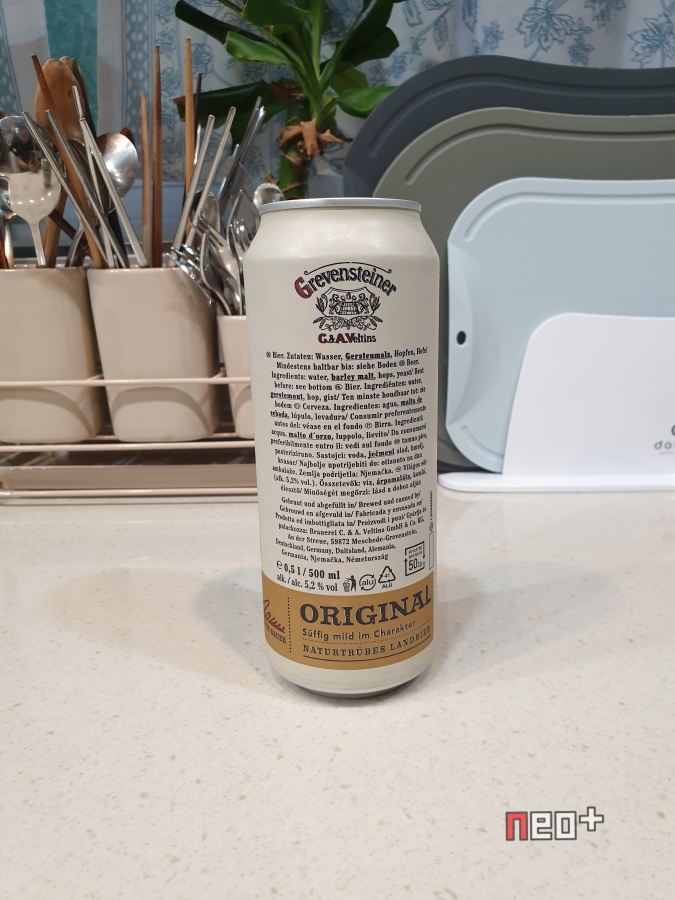 Grevensteiner
C.&A.Veltins
Bier. Zutaten: Wasser, Gerstenmalz, Hopfen, Hefe/
Mindestens haltbar bis: siehe Boden Beer.
Ingredients: water, barley malt, hops, yeast/ Best
before: see bottom Bier. Ingrediënten: water,
gerstemout, hop, gist/ Ten minste houdbaar tot: zie
bodem Cerveza. Ingredientes: agua, malta de
cebada, lúpulo, levadura/ Consumir preferentemente
antes del: véase en el fondo Birra. Ingredienti:
acqua, malto d'orzo, luppolo, lievito/ Da consumarsi
preferibilmente entro il: vedi sul fondo tamno pivo,
pasterizirano. Sastojci: voda, ječmeni slad, hmelj,
kvasac/ Najbolje upotrijebiti do: otisnuto na dnu
ambalaže. Zemlja podrijetla: Njemačka. Világos sör
(alk. 5,2% vol.). Összetevők: víz, árpamaláta, komló,
élesztő/ Minőségét megőrzi: lásd a doboz alján
Gebraut und abgefüllt in/ Brewed and canned by/
Gebrouwd en afgevuld in/ Fabricada y envasada en/
Prodotta ed imbottigliata in/ Proizvodi i puni/ Gyártja és
palackozza: Brauerei C. & A. Veltins GmbH & Co. KG,
An der Streue, 59872 Meschede-Grevenstein,
Deutschland, Germany, Duitsland, Alemania,
Germania, Njemačka, Németország
e 0,5 l / 500 ml
alk. / alc. 5,2 % vol
alu
41
ALU
50
ORIGINAL
Süffig mild im Charakter
NATURTRÜBES LANDBIER
do
neo+